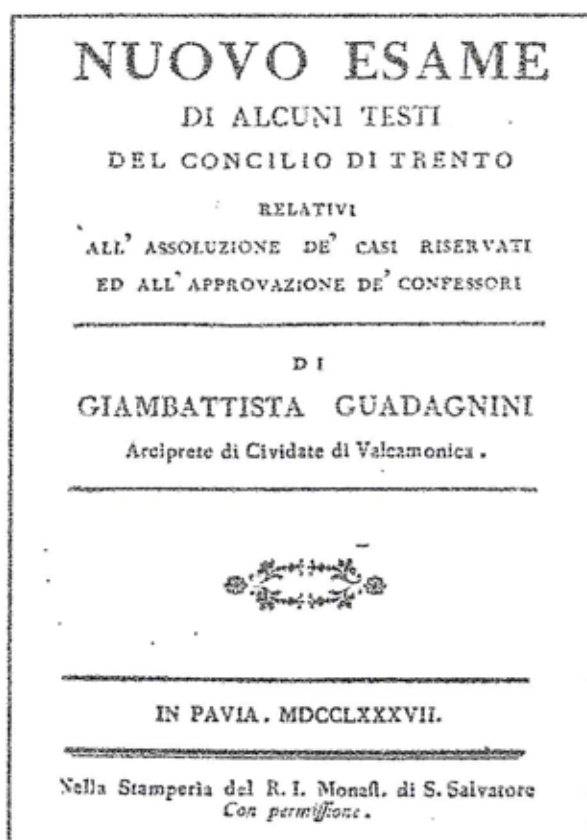 NUOVO ESAME
DI ALCUNI TESTI
DEL CONCILIO DI TRENTO
RELATIVI
ALL' ASSOLUZIONE DE' CASI RISERVATI
ED ALL' APPROVAZIONE DE' CONFESSORI
DI
GIAMBATTISTA GUADAGNINI
Arciprete di Cividate di Valcamonica .
IN PAVIA . MDCCLXXXVII.
Nella Stamperia del R. I. Monaſt. di S. Salvatore
Con permiſſione .